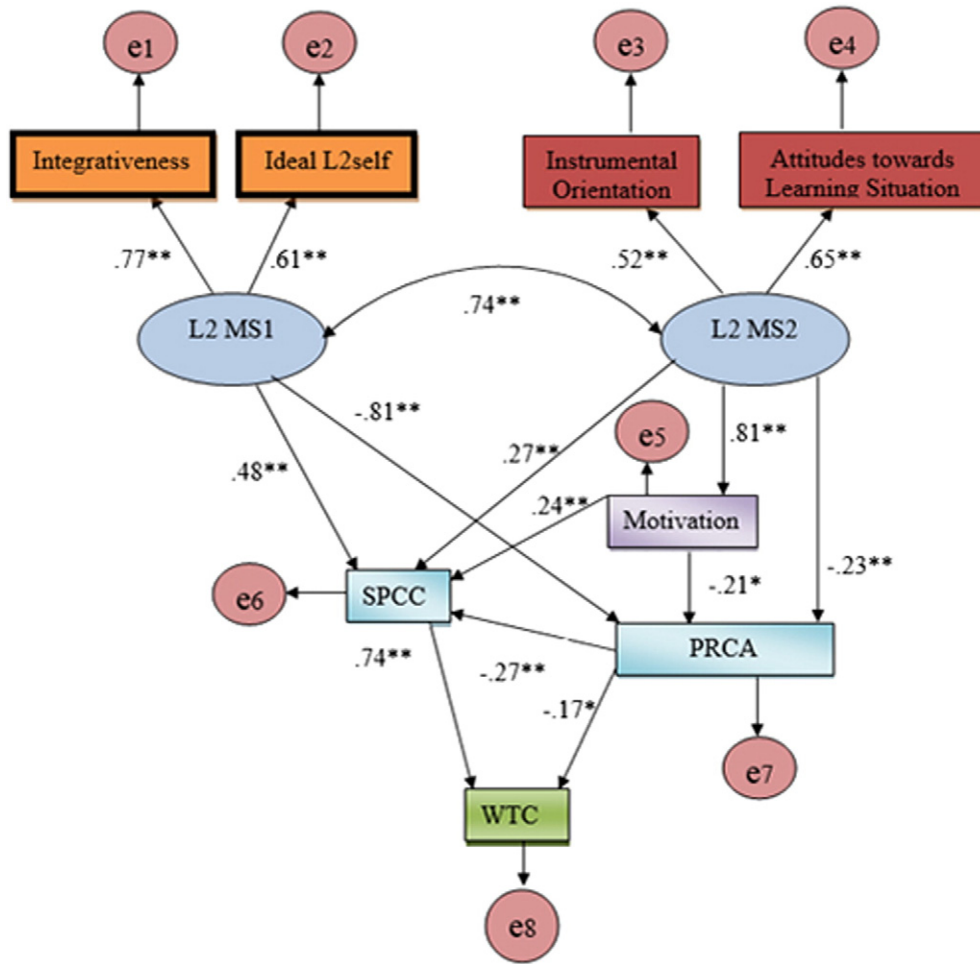 e1
e2
e3
e4
Integrativeness
Ideal L2self
Instrumental
Orientation
Attitudes towards
Learning Situation
.77**
.61**
.52**
.65**
L2 MS1
.74**
L2 MS2
-.81**
e5
.81**
.48**
.27**
.24**
Motivation
e6
SPCC
-.21*
-.23**
PRCA
.74**
-.27**
-.17*
e7
WTC
e8